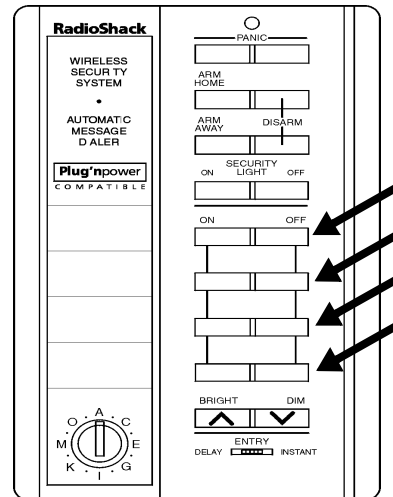 RadioShack
WIRELESS
SECUR TY
SYSTEM
•
AUTOMATIC
MESSAGE
D ALER
Plug'npower
COMPATIBLE
PANIC
ARM
HOME
ARM
AWAY
DISARM
SECURITY
ON LIGHT OFF
ON OFF
BRIGHT DIM
ENTRY
DELAY INSTANT
A
O C
M E
K G
I